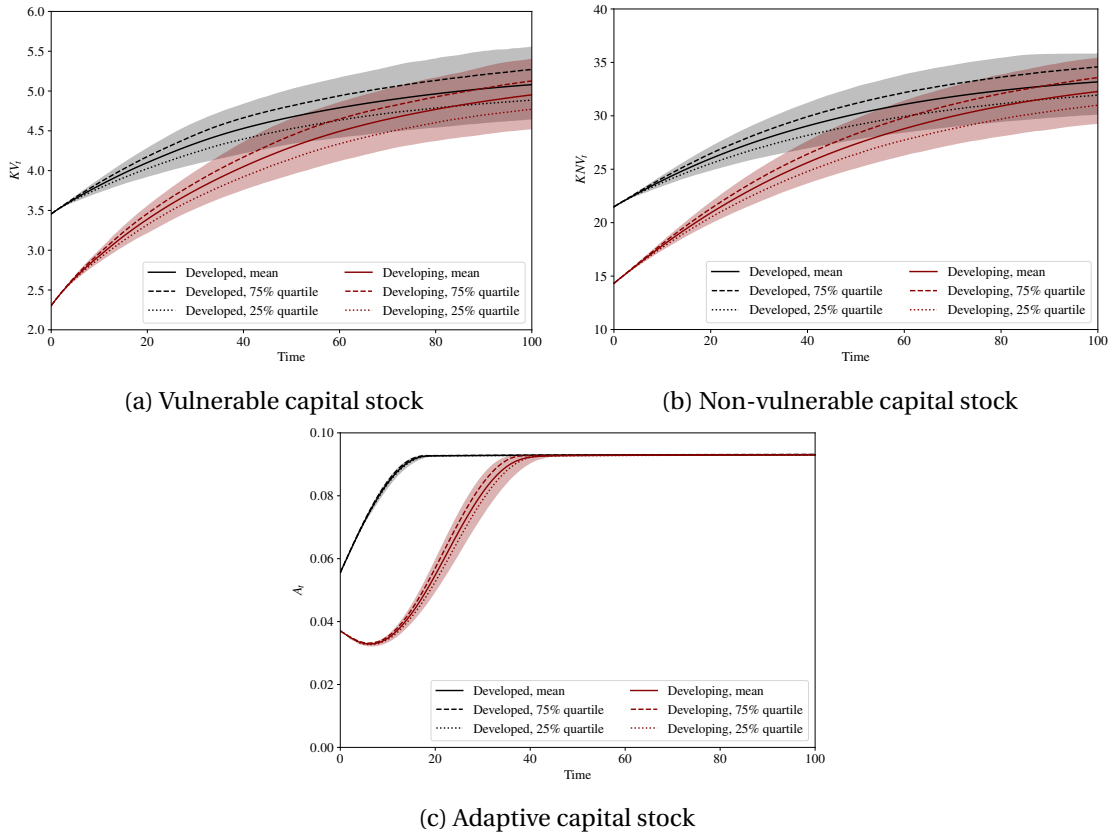 6.0
5.5
5.0
4.5
4.0
3.5
3.0
2.5
2.0
KV_t
0 20 40 60 80 100
Time
Developed, mean
Developed, 75% quartile
Developed, 25% quartile
Developing, mean
Developing, 75% quartile
Developing, 25% quartile
(a) Vulnerable capital stock
40
35
30
25
20
15
10
KNV_t
0 20 40 60 80 100
Time
Developed, mean
Developed, 75% quartile
Developed, 25% quartile
Developing, mean
Developing, 75% quartile
Developing, 25% quartile
(b) Non-vulnerable capital stock
0.10
0.08
0.06
0.04
0.02
0.00
A_t
0 20 40 60 80 100
Time
Developed, mean
Developed, 75% quartile
Developed, 25% quartile
Developing, mean
Developing, 75% quartile
Developing, 25% quartile
(c) Adaptive capital stock